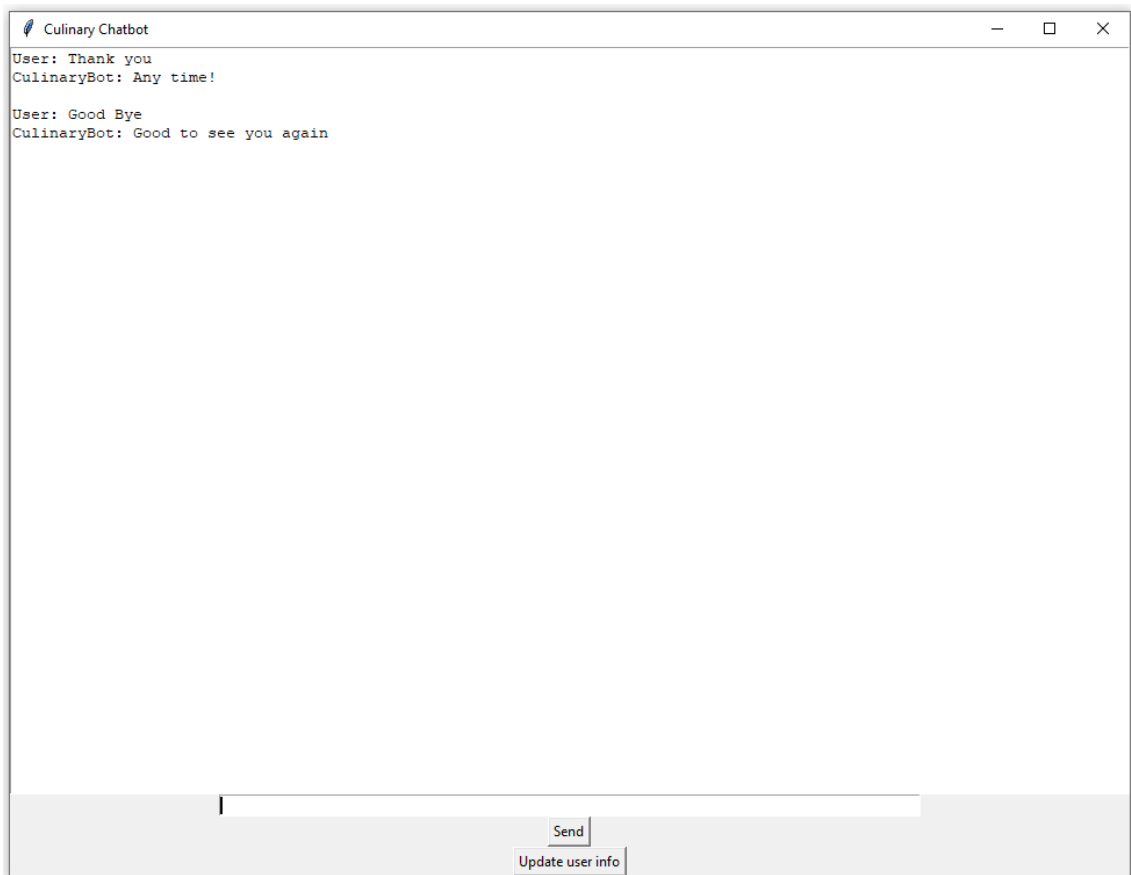 Culinary Chatbot
User: Thank you
CulinaryBot: Any time!
User: Good Bye
CulinaryBot: Good to see you again
Send
Update user info